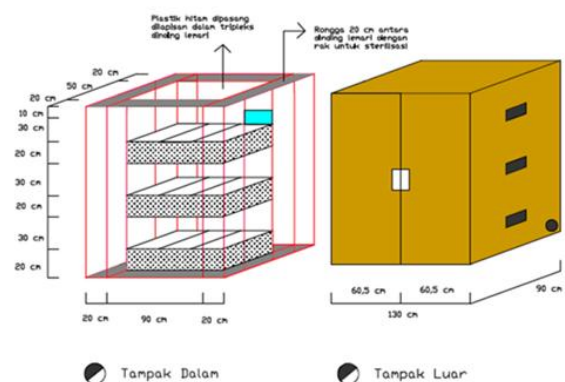 Plastik hitam dipasang
dilapisan dalam tripleks
dinding lemari
Rongga 20 cm antara
dinding lemari dengan
rak untuk sterilisasi
20 cm
50 cm
20 cm
10 cm
30 cm
20 cm
30 cm
20 cm
30 cm
20 cm
20 cm
90 cm
20 cm
60,5 cm
60,5 cm
130 cm
90 cm
Tampak Dalam
Tampak Luar